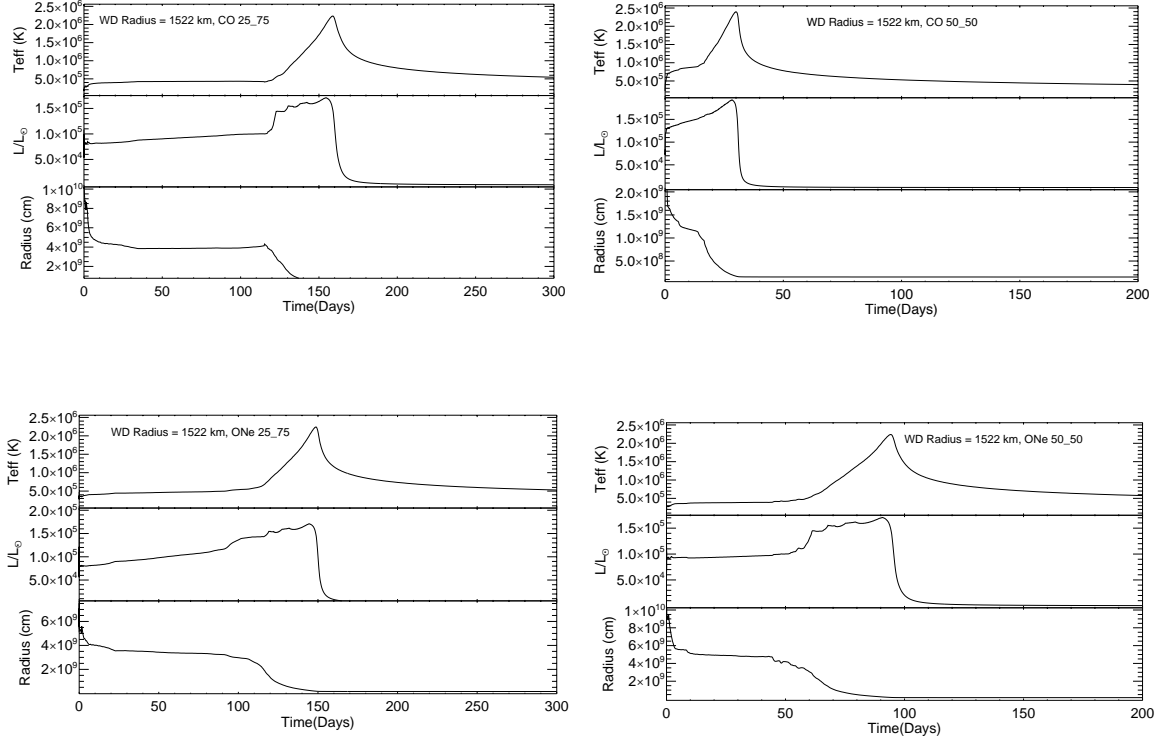 WD Radius = 1522 km, CO 25_75
Teff (K)
2.5×10⁶
2.0×10⁶
1.5×10⁶
1.0×10⁶
5.0×10⁵
L/L☉
1.5×10⁵
1.0×10⁵
5.0×10⁴
Radius (cm)
1×10¹⁰
8×10⁹
6×10⁹
4×10⁹
2×10⁹
0 50 100 150 200 250 300
Time(Days)
WD Radius = 1522 km, CO 50_50
Teff (K)
2.5×10⁶
2.0×10⁶
1.5×10⁶
1.0×10⁶
5.0×10⁵
L/L☉
1.5×10⁵
1.0×10⁵
5.0×10⁴
Radius (cm)
2.0×10⁹
1.5×10⁹
1.0×10⁹
5.0×10⁸
0 50 100 150 200
Time(Days)
WD Radius = 1522 km, ONe 25_75
Teff (K)
2.5×10⁶
2.0×10⁶
1.5×10⁶
1.0×10⁶
5.0×10⁵
L/L☉
2.0×10⁵
1.5×10⁵
1.0×10⁵
5.0×10⁴
Radius (cm)
6×10⁹
4×10⁹
2×10⁹
0 50 100 150 200 250 300
Time(Days)
WD Radius = 1522 km, ONe 50_50
Teff (K)
2.5×10⁶
2.0×10⁶
1.5×10⁶
1.0×10⁶
5.0×10⁵
L/L☉
1.5×10⁵
1.0×10⁵
5.0×10⁴
Radius (cm)
1×10¹⁰
8×10⁹
6×10⁹
4×10⁹
2×10⁹
0 50 100 150 200
Time(Days)